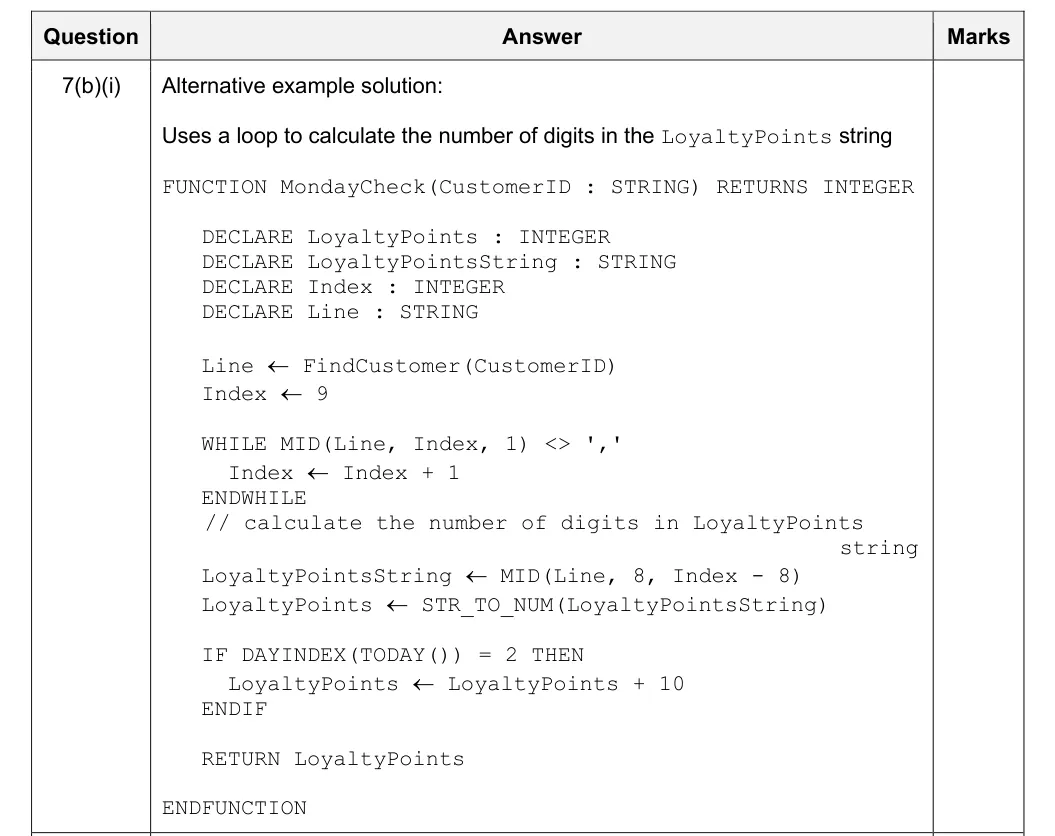 Question Answer Marks
7(b)(i) Alternative example solution:
Uses a loop to calculate the number of digits in the LoyaltyPoints string
FUNCTION MondayCheck(CustomerID : STRING) RETURNS INTEGER
DECLARE LoyaltyPoints : INTEGER
DECLARE LoyaltyPointsString : STRING
DECLARE Index : INTEGER
DECLARE Line : STRING
Line ← FindCustomer(CustomerID)
Index ← 9
WHILE MID(Line, Index, 1) <> ','
Index ← Index + 1
ENDWHILE
// calculate the number of digits in LoyaltyPoints
string
LoyaltyPointsString ← MID(Line, 8, Index - 8)
LoyaltyPoints ← STR_TO_NUM(LoyaltyPointsString)
IF DAYINDEX(TODAY()) = 2 THEN
LoyaltyPoints ← LoyaltyPoints + 10
ENDIF
RETURN LoyaltyPoints
ENDFUNCTION